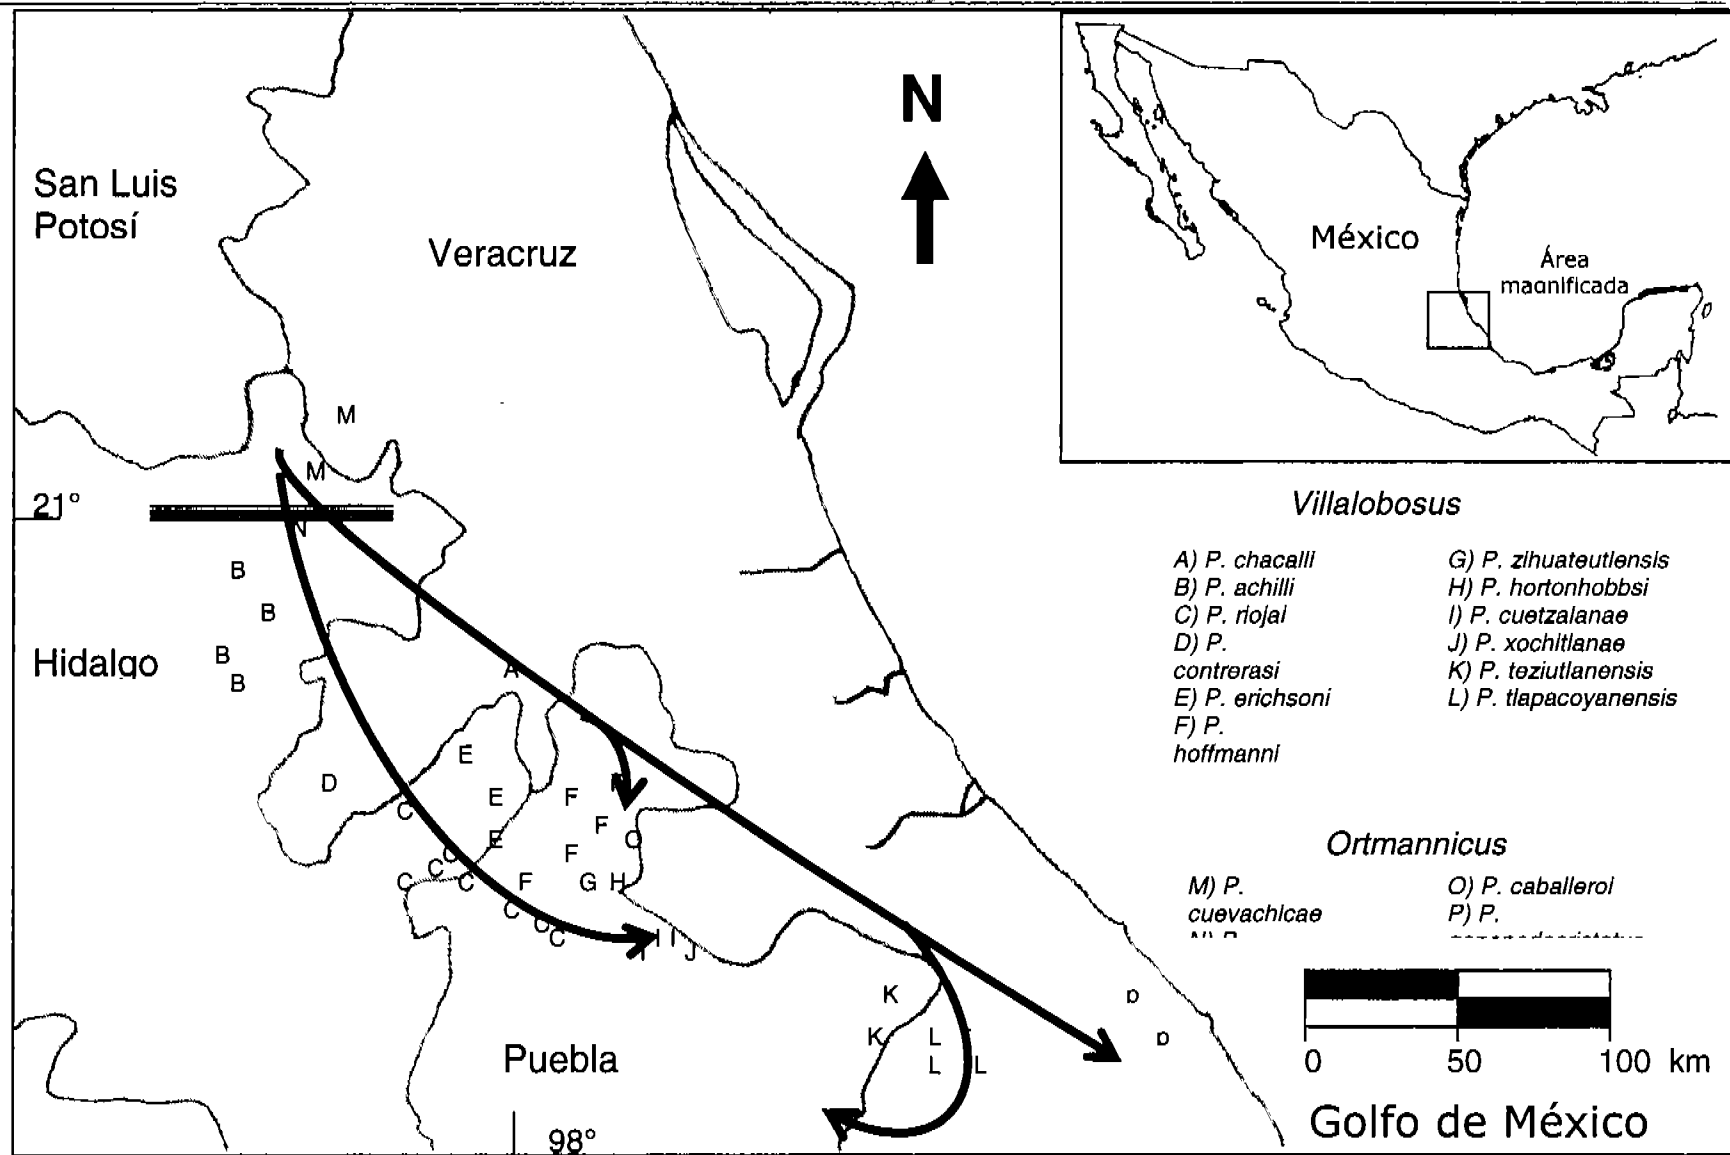 N
San Luis
Potosí
Veracruz
México
Área
magnificada
M
M
21°
N
B
B
B
B
Hidalgo
A
E
D
E
F
C
F
O
E
F
C
C
C
C
F
G
H
C
C
C
I
J
K
K
L
L
L
p
p
Puebla
98°
Villalobosus
A) P. chacalli
B) P. achilli
C) P. riojai
D) P.
contrerasi
E) P. erichsoni
F) P.
hoffmanni
G) P. zihuateutlensis
H) P. hortonhobbsi
I) P. cuetzalanae
J) P. xochitlanae
K) P. teziutlanensis
L) P. tlapacoyanensis
Ortmannicus
M) P.
cuevachicae
N) P.
O) P. caballeroi
P) P.
0 50 100 km
Golfo de México